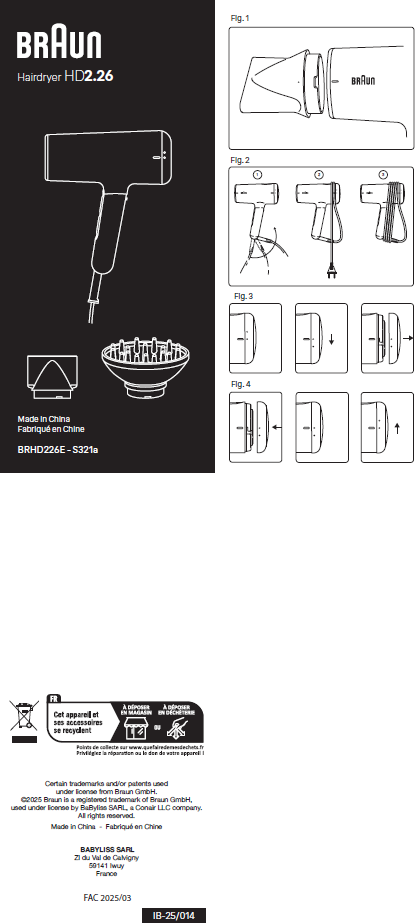 BRAUN
Hairdryer HD2.26
Made in China
Fabriqué en Chine
BRHD226E - S321a
Fig. 1
BRAUN
Fig. 2
1
2
3
Fig. 3
Fig. 4
FR
Cet appareil et
ses accessoires
se recyclent
À DÉPOSER
EN MAGASIN
OU
À DÉPOSER
EN DÉCHÈTERIE
Points de collecte sur www.quefairedemesdechets.fr
Privilégiez la réparation ou le don de votre appareil !
Certain trademarks and/or patents used
under license from Braun GmbH.
©2025 Braun is a registered trademark of Braun GmbH,
used under license by BaByliss SARL, a Conair LLC company.
All rights reserved.
Made in China - Fabriqué en Chine
BABYLISS SARL
ZI du Val de Calvigny
59141 Iwuy
France
FAC 2025/03
IB-25/014